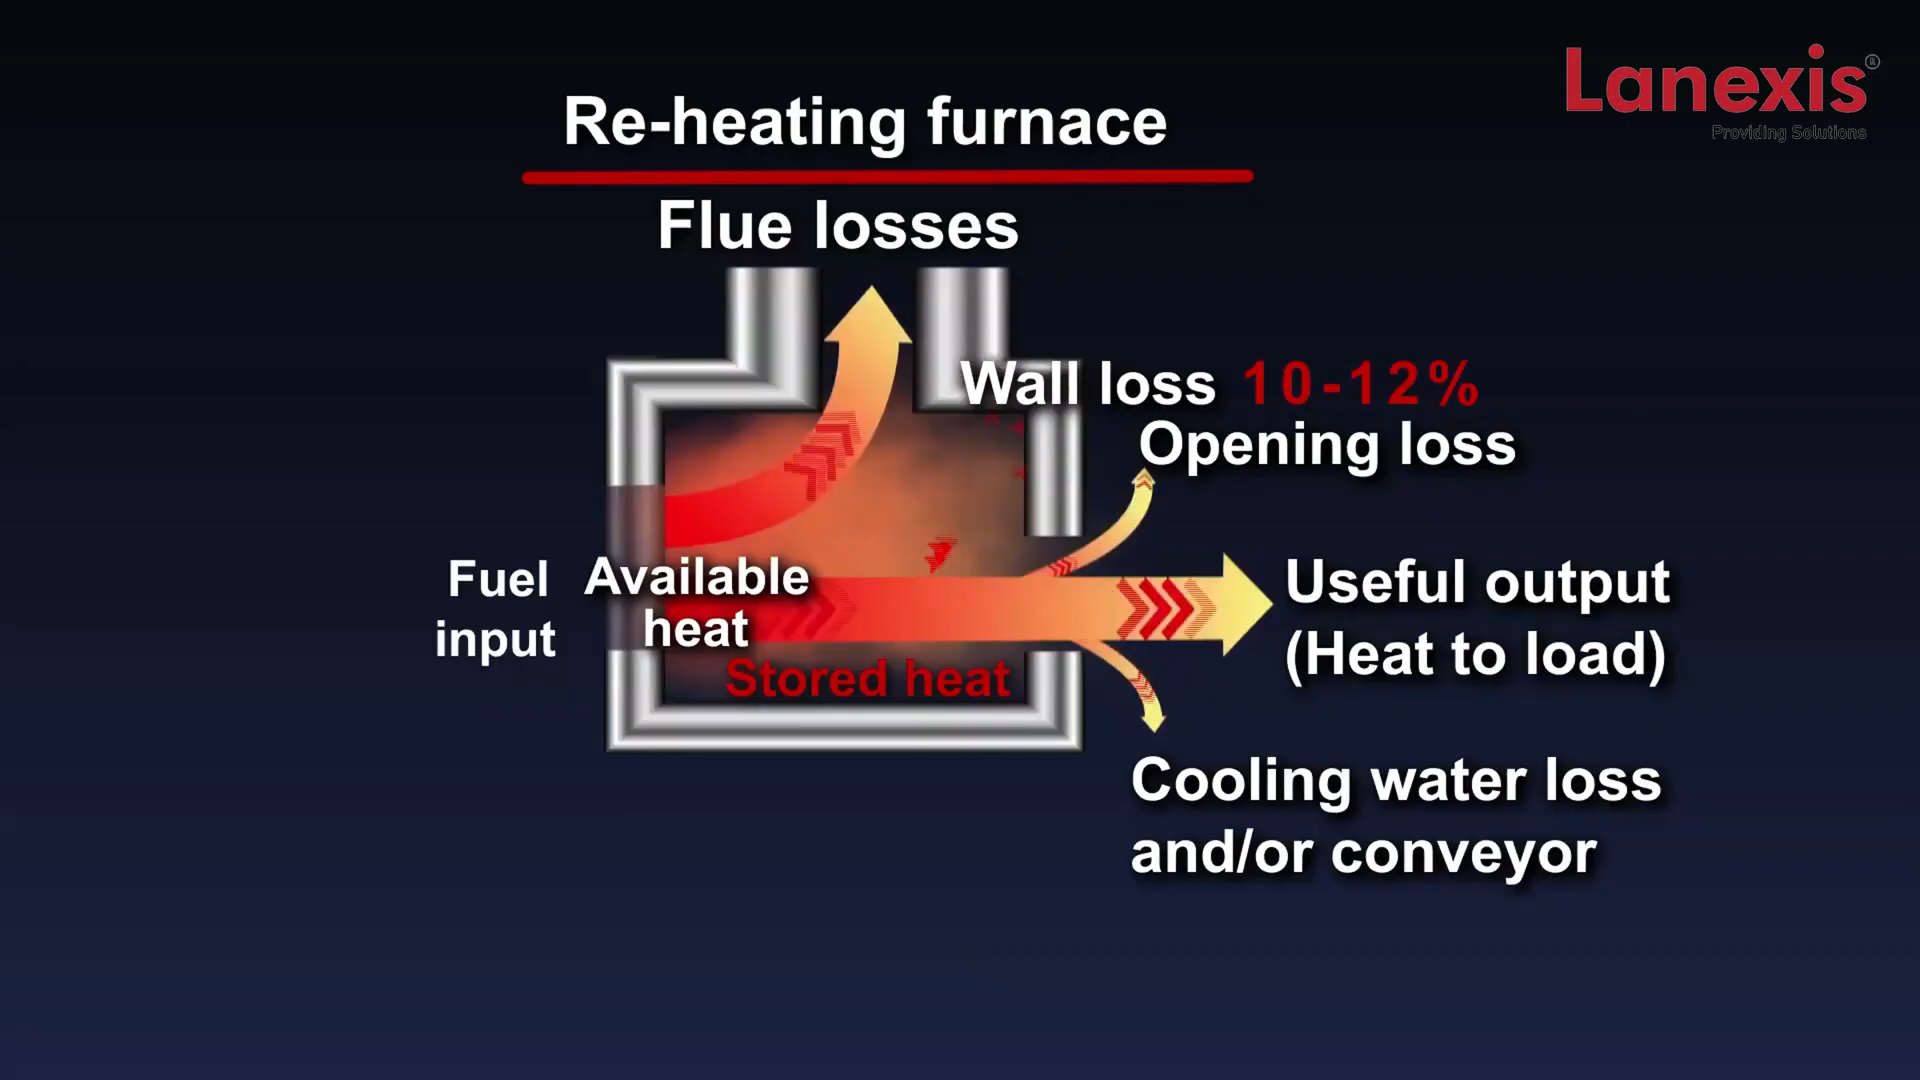 Lanexis®
Providing Solutions
Re-heating furnace
Flue losses
Wall loss 10-12%
Opening loss
Fuel
input
Available
heat
Stored heat
Useful output
(Heat to load)
Cooling water loss
and/or conveyor